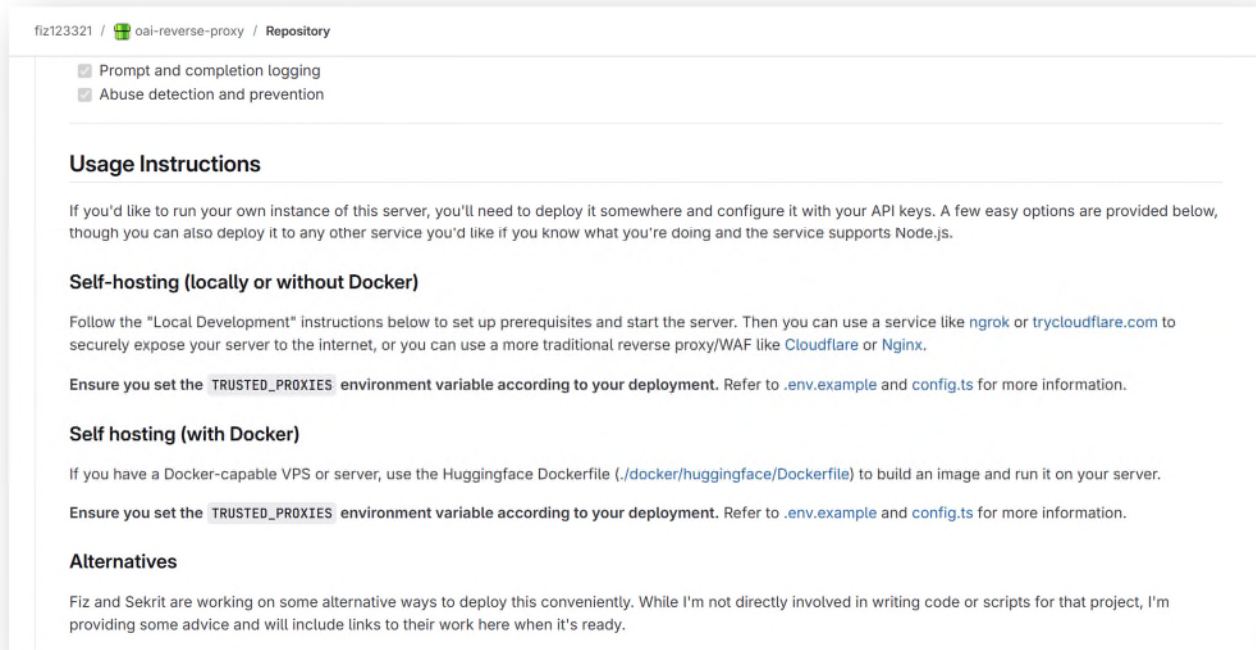 fiz123321 / oai-reverse-proxy / Repository
Prompt and completion logging
Abuse detection and prevention
Usage Instructions
If you'd like to run your own instance of this server, you'll need to deploy it somewhere and configure it with your API keys. A few easy options are provided below,
though you can also deploy it to any other service you'd like if you know what you're doing and the service supports Node.js.
Self-hosting (locally or without Docker)
Follow the "Local Development" instructions below to set up prerequisites and start the server. Then you can use a service like ngrok or trycloudflare.com to
securely expose your server to the internet, or you can use a more traditional reverse proxy/WAF like Cloudflare or Nginx.
Ensure you set the TRUSTED_PROXIES environment variable according to your deployment. Refer to .env.example and config.ts for more information.
Self hosting (with Docker)
If you have a Docker-capable VPS or server, use the Huggingface Dockerfile (./docker/huggingface/Dockerfile) to build an image and run it on your server.
Ensure you set the TRUSTED_PROXIES environment variable according to your deployment. Refer to .env.example and config.ts for more information.
Alternatives
Fiz and Sekrit are working on some alternative ways to deploy this conveniently. While I'm not directly involved in writing code or scripts for that project, I'm
providing some advice and will include links to their work here when it's ready.